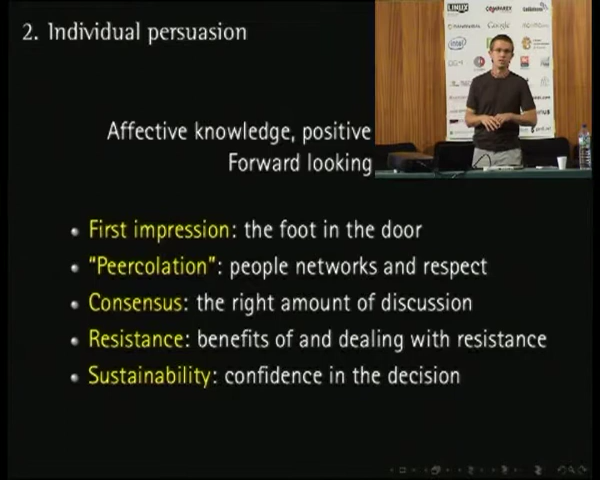 2. Individual persuasion
LINUX
Google
intel
Affective knowledge, positive
Forward looking
• First impression: the foot in the door
• “Peercolation”: people networks and respect
• Consensus: the right amount of discussion
• Resistance: benefits of and dealing with resistance
• Sustainability: confidence in the decision